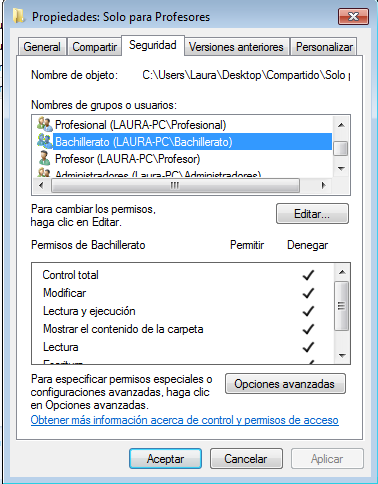 Propiedades: Solo para Profesores
General Compartir Seguridad Versiones anteriores Personalizar
Nombre de objeto: C:\Users\Laura\Desktop\Compartido\Solo p
Nombres de grupos o usuarios:
Profesional (LAURA-PC\Profesional)
Bachillerato (LAURA-PC\Bachillerato)
Profesor (LAURA-PC\Profesor)
Administradores (LAURA-PC\Administradores)
Para cambiar los permisos,
haga clic en Editar.
Editar...
Permisos de Bachillerato Permitir Denegar
Control total
Modificar
Lectura y ejecución
Mostrar el contenido de la carpeta
Lectura
Escritura
Para especificar permisos especiales o
configuraciones avanzadas, haga clic
en Opciones avanzadas.
Opciones avanzadas
Obtener más información acerca de control y permisos de acceso
Aceptar Cancelar Aplicar